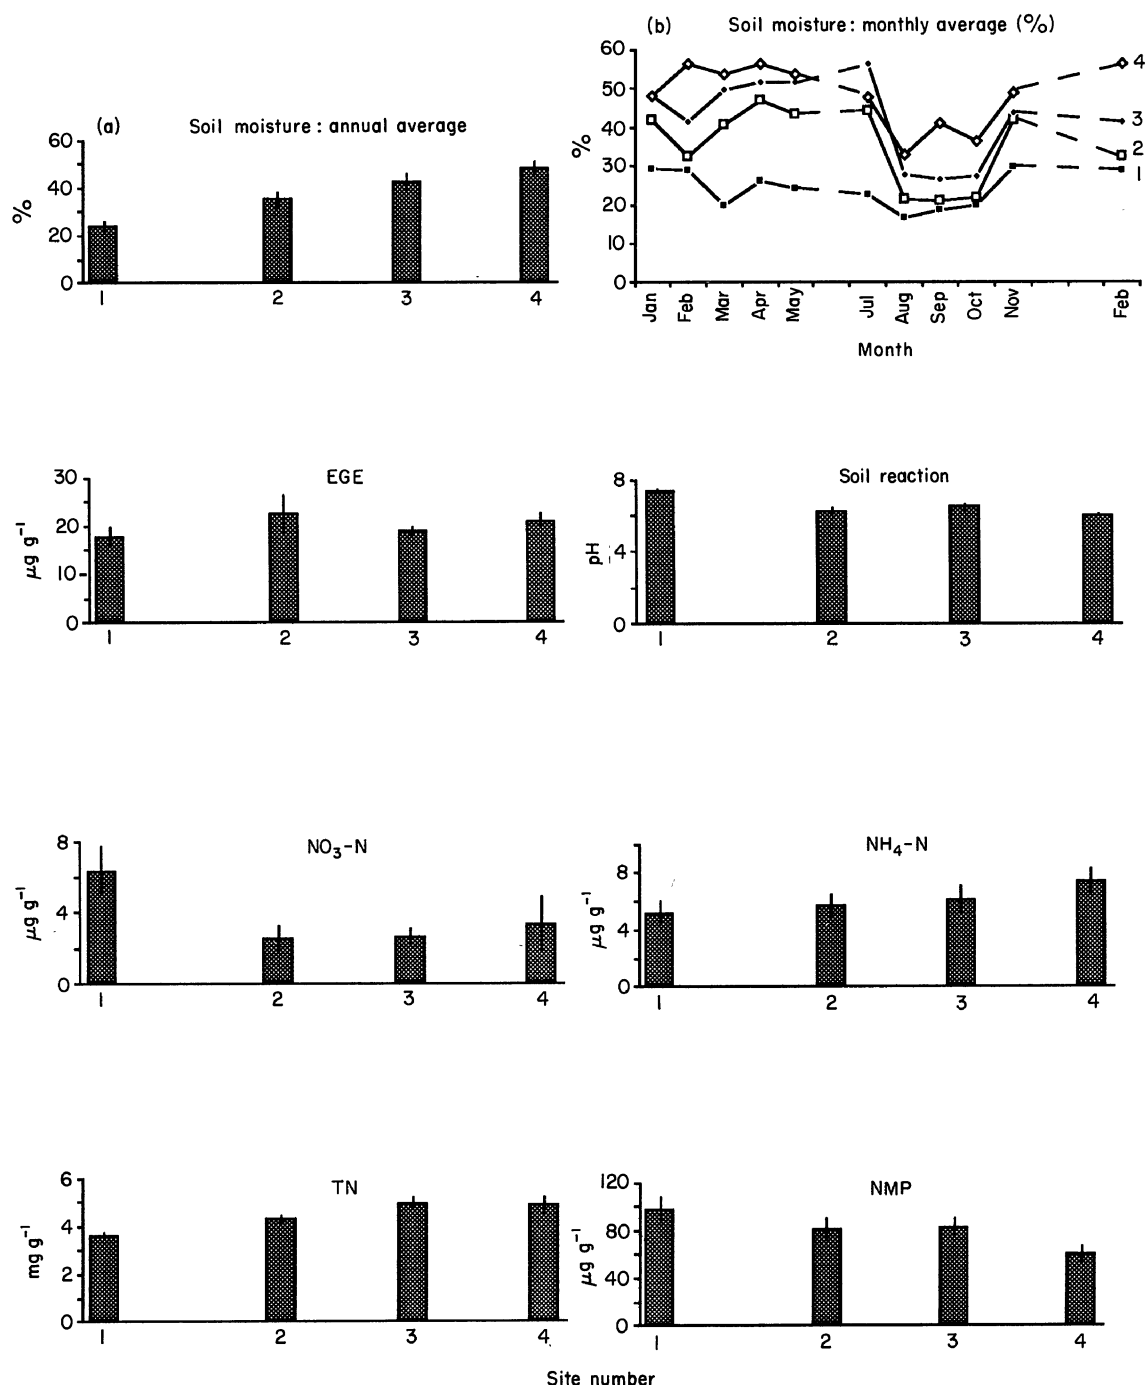 (a) Soil moisture : annual average
60
40
20
0
%
1 2 3 4
(b) Soil moisture : monthly average (%)
60
50
40
30
20
10
0
%
4
3
2
1
Jan Feb Mar Apr May Jul Aug Sep Oct Nov Feb
Month
EGE
30
20
10
0
μg g⁻¹
1 2 3 4
Soil reaction
8
4
0
pH
1 2 3 4
NO₃-N
8
4
0
μg g⁻¹
1 2 3 4
NH₄-N
8
4
0
μg g⁻¹
1 2 3 4
TN
6
4
2
0
mg g⁻¹
1 2 3 4
NMP
120
80
40
0
μg g⁻¹
1 2 3 4
Site number